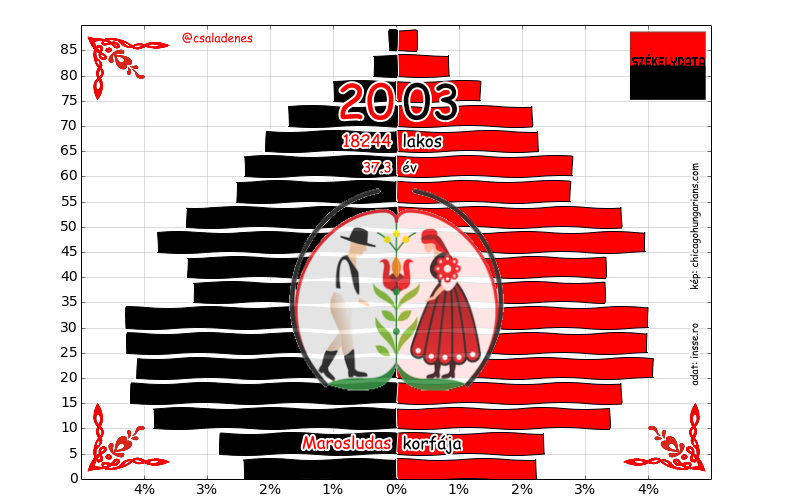 @csaladenes
SZÉKELYDATA
2003
18244 lakos
37.3 év
kép: chicagohungarians.com
adat: insse.ro
Marosludas korfája
85
80
75
70
65
60
55
50
45
40
35
30
25
20
15
10
5
0
4% 3% 2% 1% 0% 1% 2% 3% 4%